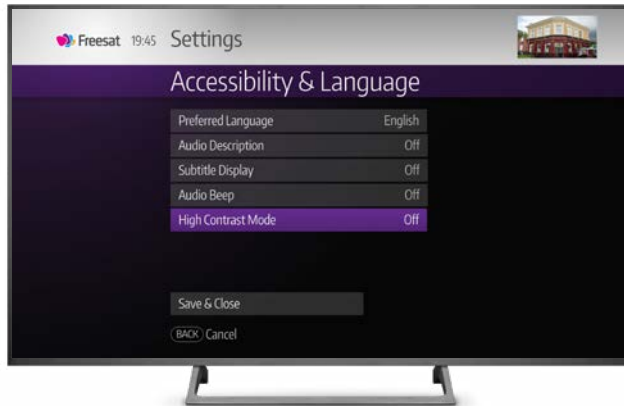 Freesat 19:45 Settings
Accessibility & Language
Preferred Language English
Audio Description Off
Subtitle Display Off
Audio Beep Off
High Contrast Mode Off
Save & Close
BACK Cancel